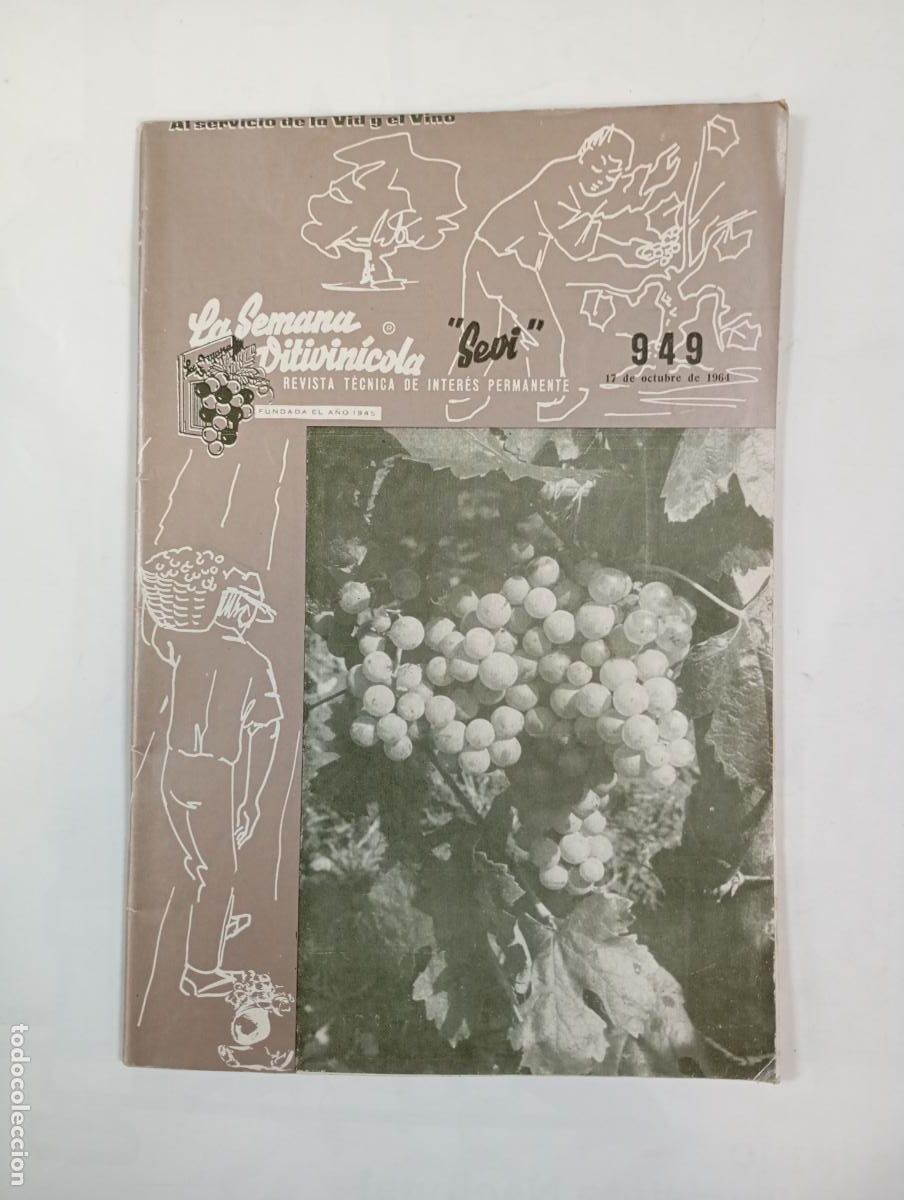 Al servicio de la Vid y el Vino
La Semana
Vitivinícola ®
"Sevi"
949
17 de octubre de 1964
REVISTA TÉCNICA DE INTERÉS PERMANENTE
FUNDADA EL AÑO 1945
todocoleccion.net